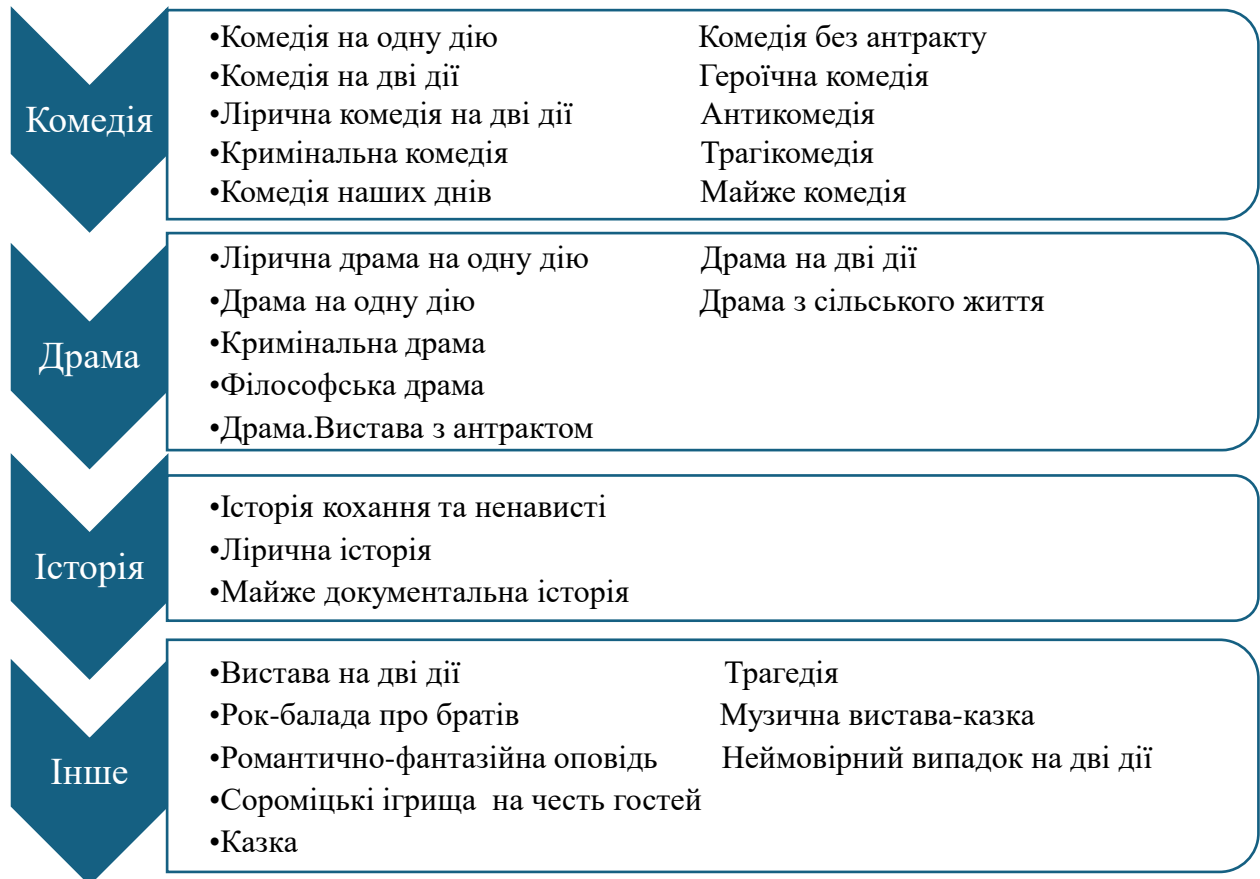 Комедія
•Комедія на одну дію Комедія без антракту
•Комедія на дві дії Героїчна комедія
•Лірична комедія на дві дії Антикомедія
•Кримінальна комедія Трагікомедія
•Комедія наших днів Майже комедія
Драма
•Лірична драма на одну дію Драма на дві дії
•Драма на одну дію Драма з сільського життя
•Кримінальна драма
•Філософська драма
•Драма.Вистава з антрактом
Історія
•Історія кохання та ненависті
•Лірична історія
•Майже документальна історія
Інше
•Вистава на дві дії Трагедія
•Рок-балада про братів Музична вистава-казка
•Романтично-фантазійна оповідь Неймовірний випадок на дві дії
•Сороміцькі ігрища на честь гостей
•Казка